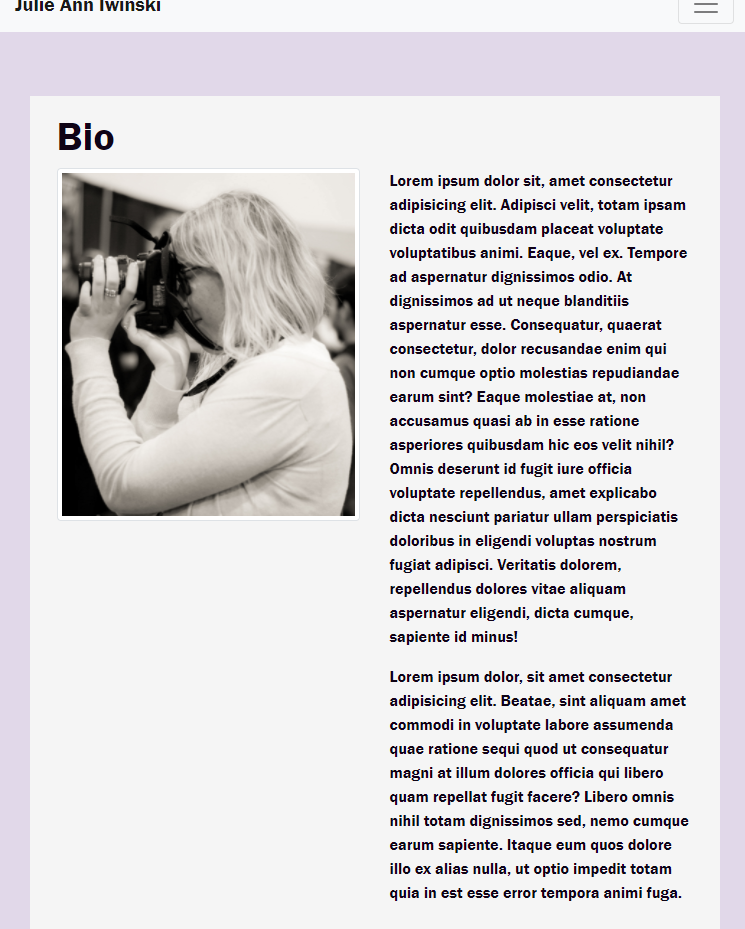 Julie Ann Iwinski
Bio
Lorem ipsum dolor sit, amet consectetur
adipisicing elit. Adipisci velit, totam ipsam
dicta odit quibusdam placeat voluptate
voluptatibus animi. Eaque, vel ex. Tempore
ad aspernatur dignissimos odio. At
dignissimos ad ut neque blanditiis
aspernatur esse. Consequatur, quaerat
consectetur, dolor recusandae enim qui
non cumque optio molestias repudiandae
earum sint? Eaque molestiae at, non
accusamus quasi ab in esse ratione
asperiores quibusdam hic eos velit nihil?
Omnis deserunt id fugit iure officia
voluptate repellendus, amet explicabo
dicta nesciunt pariatur ullam perspiciatis
doloribus in eligendi voluptas nostrum
fugiat adipisci. Veritatis dolorem,
repellendus dolores vitae aliquam
aspernatur eligendi, dicta cumque,
sapiente id minus!
Lorem ipsum dolor, sit amet consectetur
adipisicing elit. Beatae, sint aliquam amet
commodi in voluptate labore assumenda
quae ratione sequi quod ut consequatur
magni at illum dolores officia qui libero
quam repellat fugit facere? Libero omnis
nihil totam dignissimos sed, nemo cumque
earum sapiente. Itaque eum quos dolore
illo ex alias nulla, ut optio impedit totam
quia in est esse error tempora animi fuga.